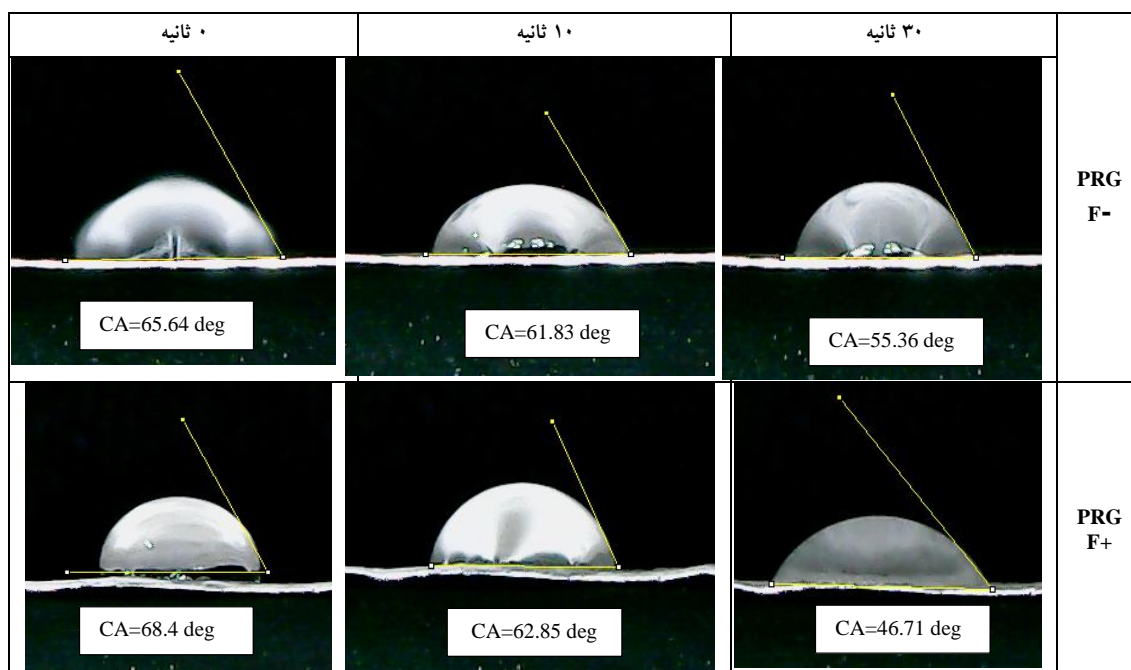 ۰ ثانیه
۱۰ ثانیه
۳۰ ثانیه
CA=65.64 deg
CA=61.83 deg
CA=55.36 deg
PRG
F-
CA=68.4 deg
CA=62.85 deg
CA=46.71 deg
PRG
F+